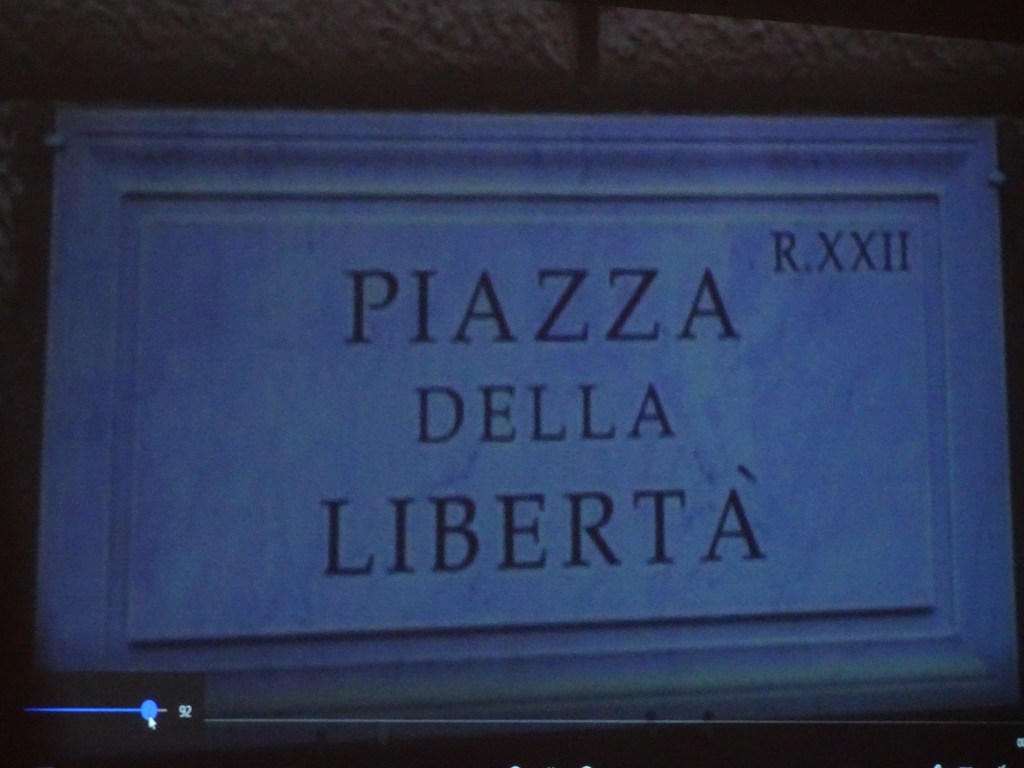 R.XXII
PIAZZA
DELLA
LIBERTÀ
92